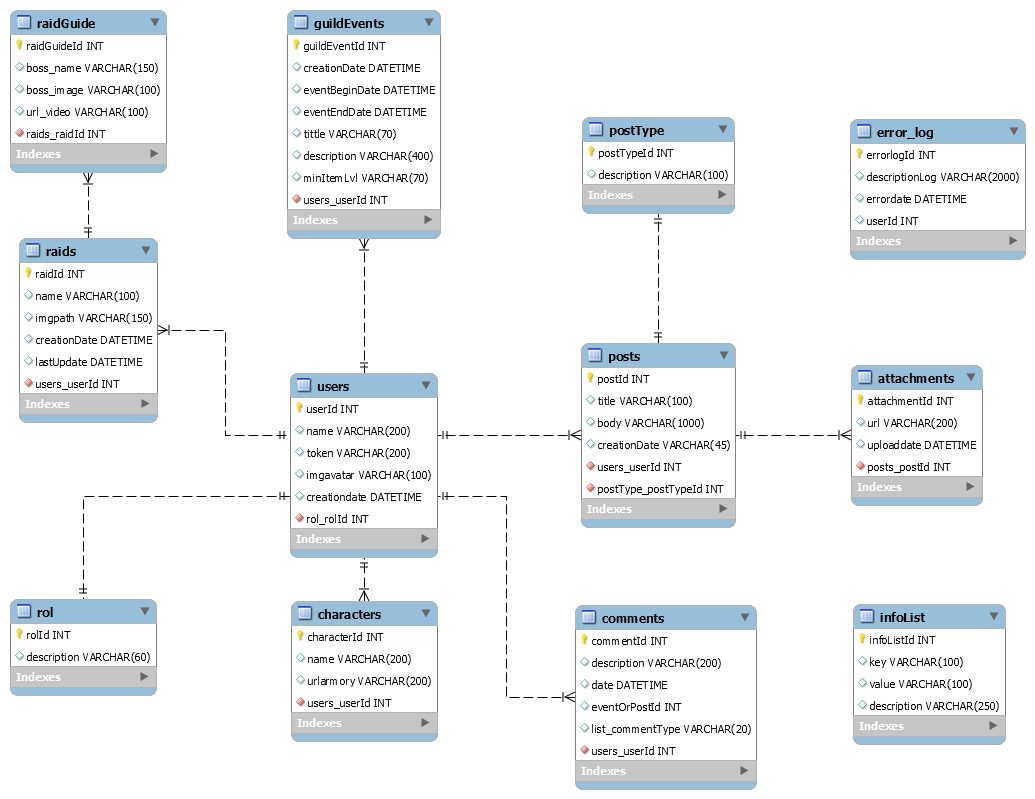 raidGuide
raidGuideId INT
boss_name VARCHAR(150)
boss_image VARCHAR(100)
url_video VARCHAR(100)
raids_raidId INT
Indexes
guildEvents
guildEventId INT
creationDate DATETIME
eventBeginDate DATETIME
eventEndDate DATETIME
tittle VARCHAR(70)
description VARCHAR(400)
minItemLvl VARCHAR(70)
users_userId INT
Indexes
postType
postTypeId INT
description VARCHAR(100)
Indexes
error_log
errorlogId INT
descriptionLog VARCHAR(2000)
errordate DATETIME
userId INT
Indexes
raids
raidId INT
name VARCHAR(100)
imgpath VARCHAR(150)
creationDate DATETIME
lastUpdate DATETIME
users_userId INT
Indexes
users
userId INT
name VARCHAR(200)
token VARCHAR(200)
imgavatar VARCHAR(100)
creationdate DATETIME
rol_rolId INT
Indexes
posts
postId INT
title VARCHAR(100)
body VARCHAR(1000)
creationDate VARCHAR(45)
users_userId INT
postType_postTypeId INT
Indexes
attachments
attachmentId INT
url VARCHAR(200)
uploaddate DATETIME
posts_postId INT
Indexes
rol
rolId INT
description VARCHAR(60)
Indexes
characters
characterId INT
name VARCHAR(200)
urlarmory VARCHAR(200)
users_userId INT
Indexes
comments
commentId INT
description VARCHAR(200)
date DATETIME
eventOrPostId INT
list_commentType VARCHAR(20)
users_userId INT
Indexes
infoList
infoListId INT
key VARCHAR(100)
value VARCHAR(100)
description VARCHAR(250)
Indexes